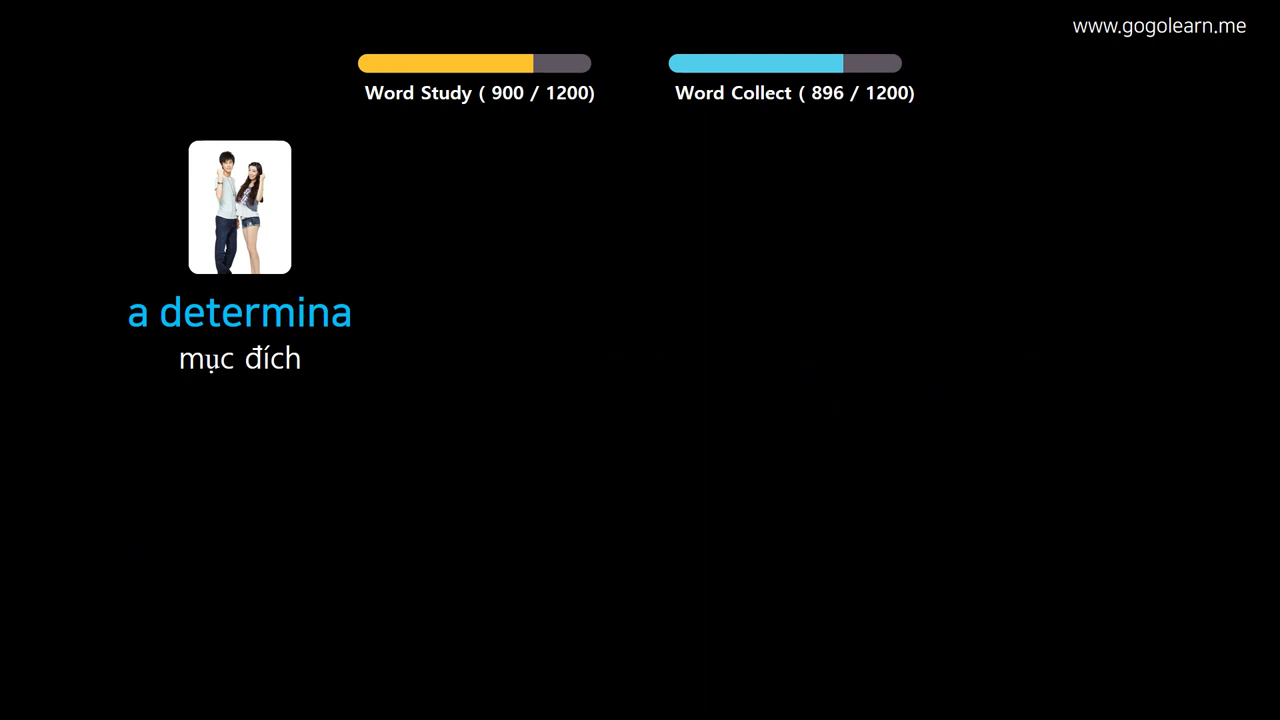 www.gogolearn.me
Word Study ( 900 / 1200)
Word Collect ( 896 / 1200)
a determina
mục đích